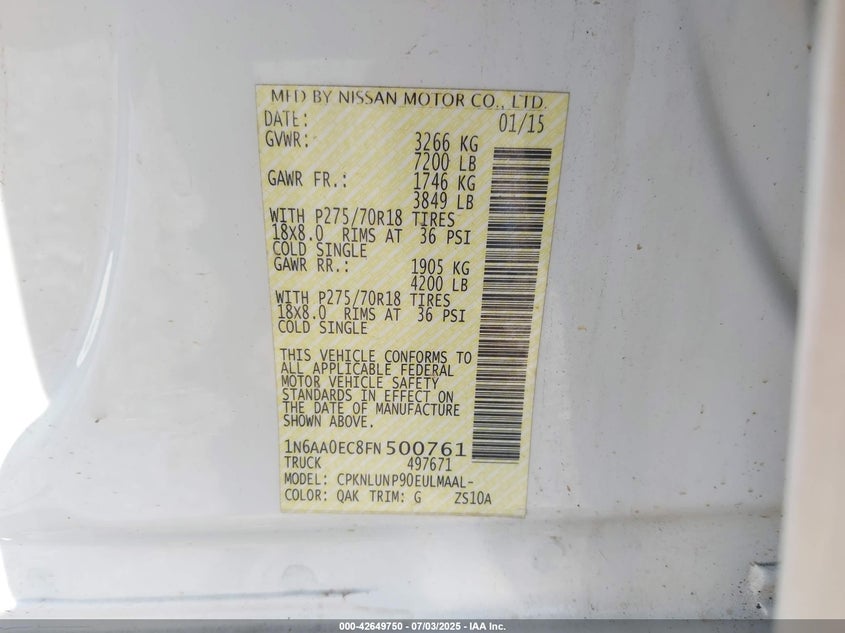 MFD BY NISSAN MOTOR CO., LTD.
DATE: 01/15
GVWR: 3266 KG
7200 LB
GAWR FR.: 1746 KG
3849 LB
WITH P275/70R18 TIRES
18X8.0 RIMS AT 36 PSI
COLD SINGLE
GAWR RR.: 1905 KG
4200 LB
WITH P275/70R18 TIRES
18X8.0 RIMS AT 36 PSI
COLD SINGLE
THIS VEHICLE CONFORMS TO
ALL APPLICABLE FEDERAL
MOTOR VEHICLE SAFETY
STANDARDS IN EFFECT ON
THE DATE OF MANUFACTURE
SHOWN ABOVE.
1N6AA0EC8FN500761
TRUCK 497671
MODEL: CPKNLUNP90EULMAAL-
COLOR: QAK TRIM: G ZS10A
000-42649750 - 07/03/2025 - IAA Inc.